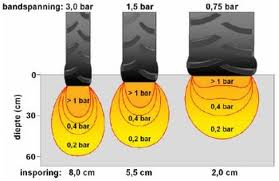 bandspanning: 3,0 bar 1,5 bar 0,75 bar
diepte (cm)
0
30
60
> 1 bar
0,4 bar
0,2 bar
> 1 bar
0,4 bar
0,2 bar
> 1 bar
0,4 bar
0,2 bar
insporing: 8,0 cm 5,5 cm 2,0 cm